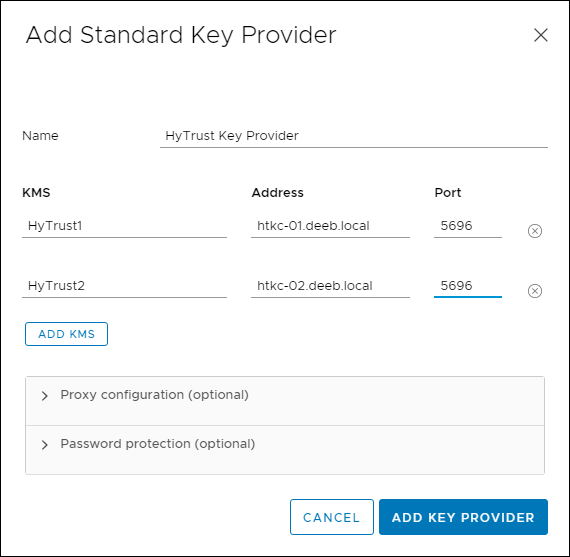 Add Standard Key Provider
Name HyTrust Key Provider
KMS Address Port
HyTrust1 htkc-01.deeb.local 5696
HyTrust2 htkc-02.deeb.local 5696
ADD KMS
Proxy configuration (optional)
Password protection (optional)
CANCEL ADD KEY PROVIDER